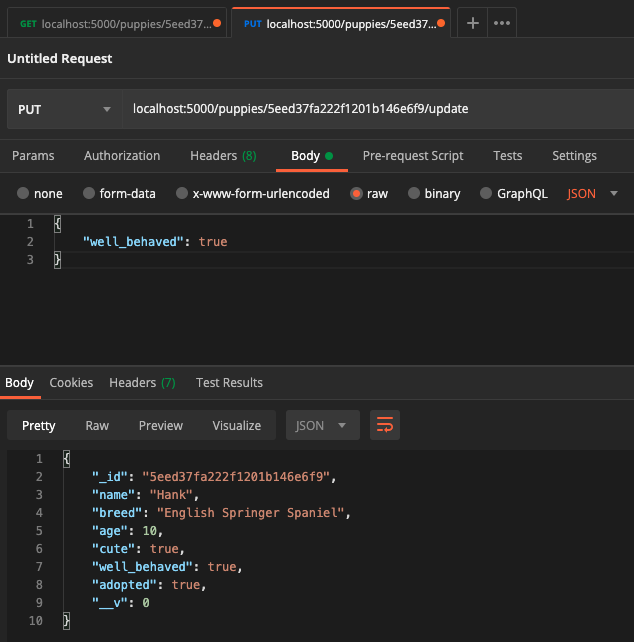 GET localhost:5000/puppies/5eed37... PUT localhost:5000/puppies/5eed37... + •••
Untitled Request
PUT localhost:5000/puppies/5eed37fa222f1201b146e6f9/update
Params Authorization Headers (8) Body Pre-request Script Tests Settings
none form-data x-www-form-urlencoded raw binary GraphQL JSON
1 {
2 "well_behaved": true
3 }
Body Cookies Headers (7) Test Results
Pretty Raw Preview Visualize JSON
1 {
2 "_id": "5eed37fa222f1201b146e6f9",
3 "name": "Hank",
4 "breed": "English Springer Spaniel",
5 "age": 10,
6 "cute": true,
7 "well_behaved": true,
8 "adopted": true,
9 "__v": 0
10 }